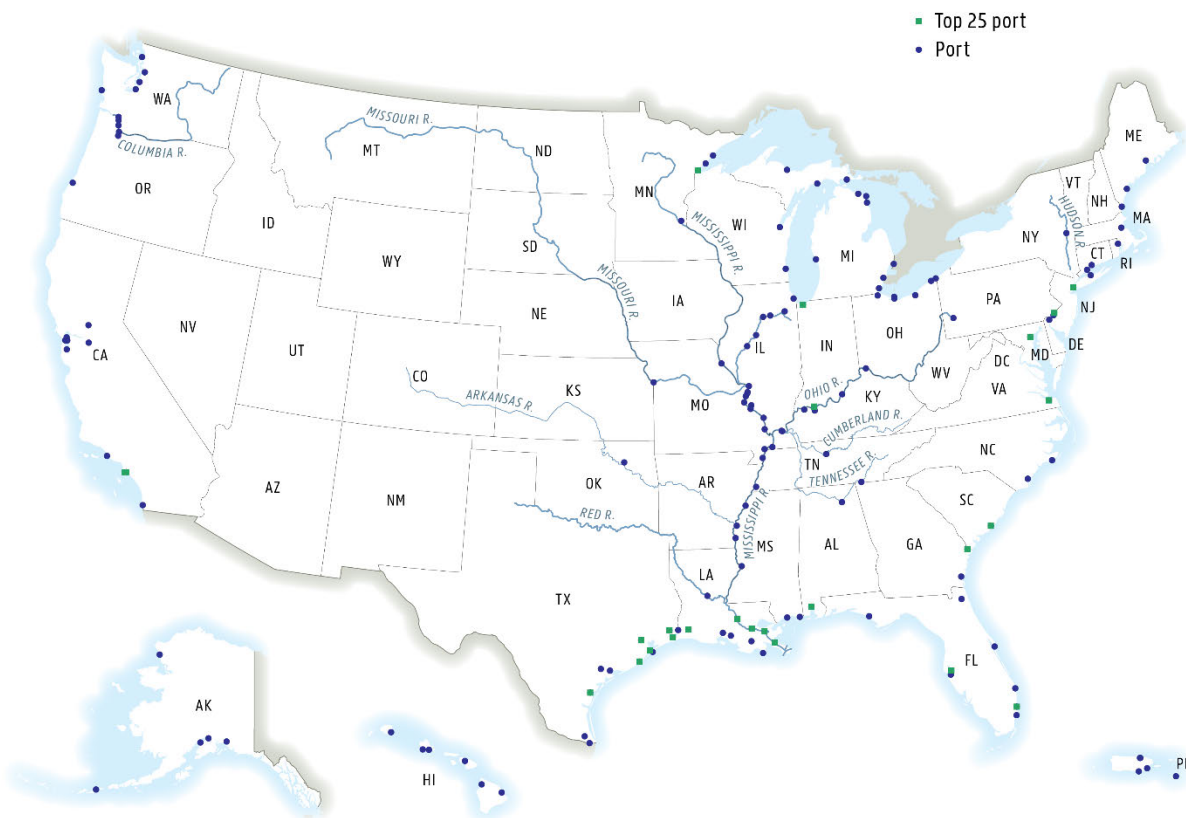 Top 25 port
Port
WA
COLUMBIA R.
OR
ID
MISSOURI R.
MT
ND
SD
WY
NE
MISSOURI R.
MN
MISSISSIPPI R.
WI
IA
MI
ME
VT
NH
MA
NY
HUDSON R.
CT
RI
PA
NJ
OH
IN
IL
MD
DE
DC
WV
VA
NV
CA
UT
CO
KS
ARKANSAS R.
MO
OHIO R.
KY
CUMBERLAND R.
TN
TENNESSEE R.
NC
SC
AZ
NM
OK
RED R.
AR
MISSISSIPPI R.
MS
AL
GA
LA
TX
FL
AK
HI